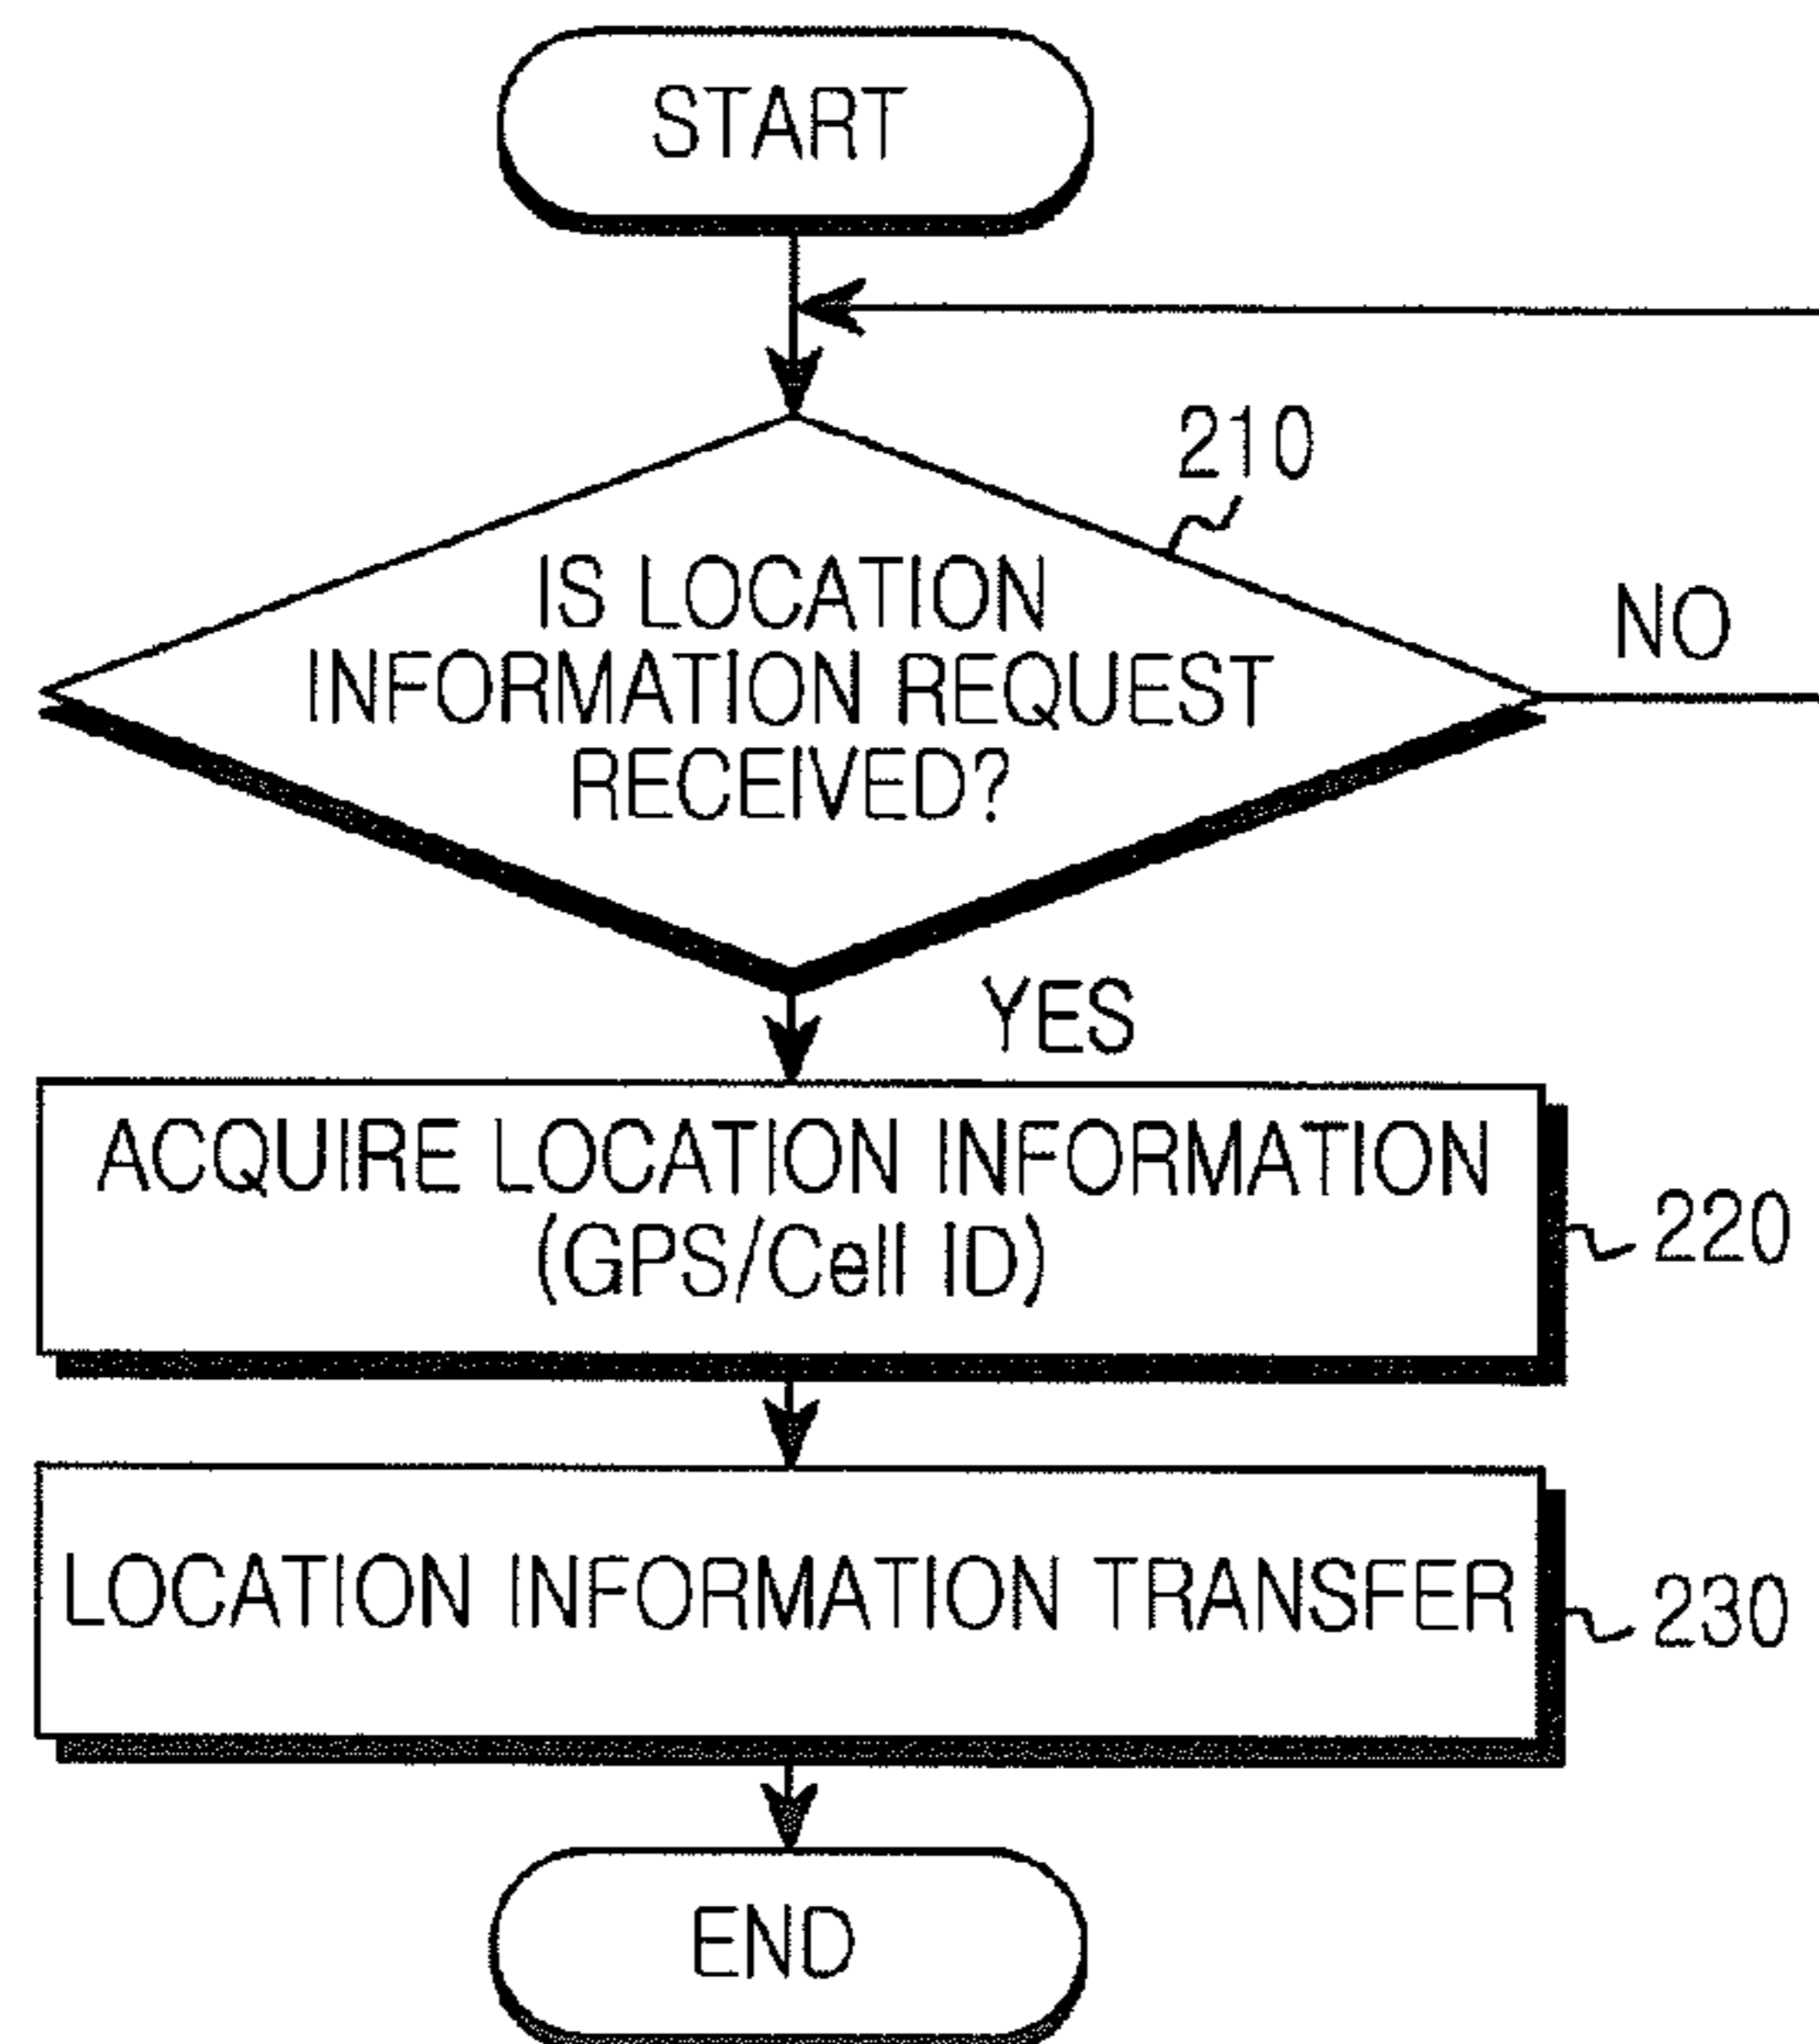 START
210
IS LOCATION
INFORMATION REQUEST
RECEIVED?
NO
YES
ACQUIRE LOCATION INFORMATION
(GPS/Cell ID)
220
LOCATION INFORMATION TRANSFER
230
END